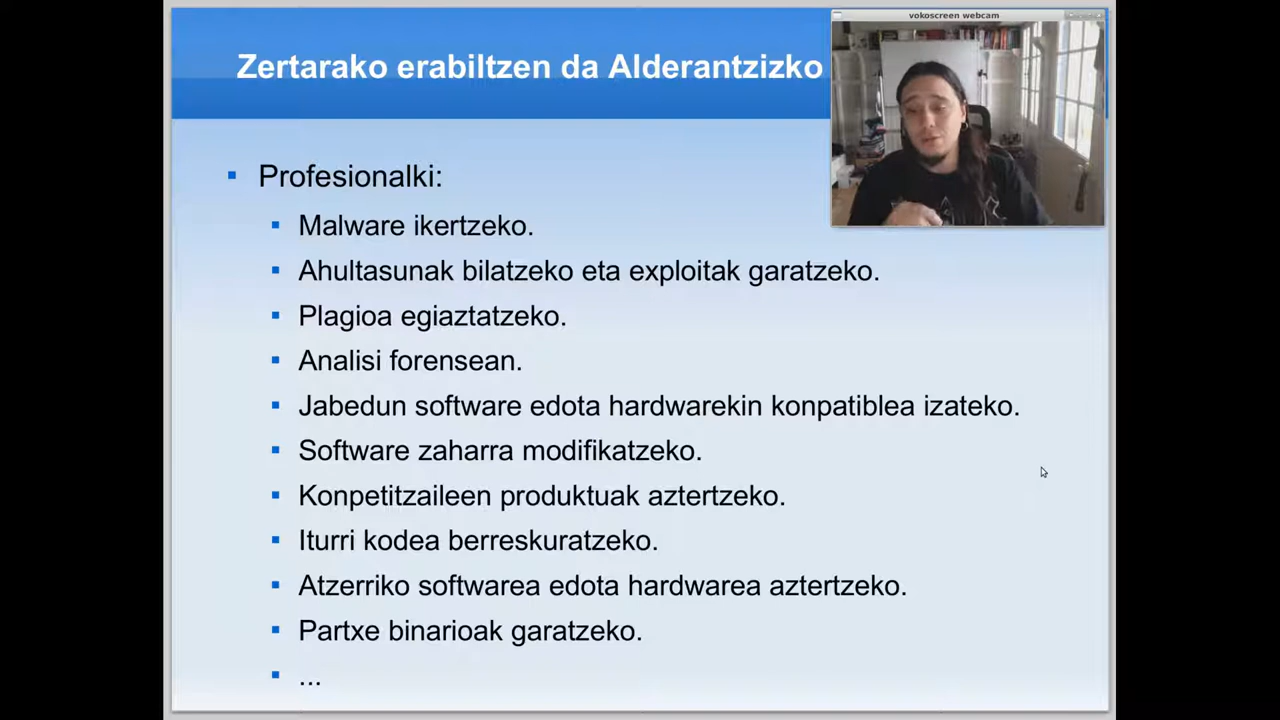 vokoscreen webcam
Zertarako erabiltzen da Alderantzizko
Profesionalki:
Malware ikertzeko.
Ahultasunak bilatzeko eta exploitak garatzeko.
Plagioa egiaztatzeko.
Analisi forensean.
Jabedun software edota hardwarekin konpatiblea izateko.
Software zaharra modifikatzeko.
Konpetitzaileen produktuak aztertzeko.
Iturri kodea berreskuratzeko.
Atzerriko softwarea edota hardwarea aztertzeko.
Partxe binarioak garatzeko.
...